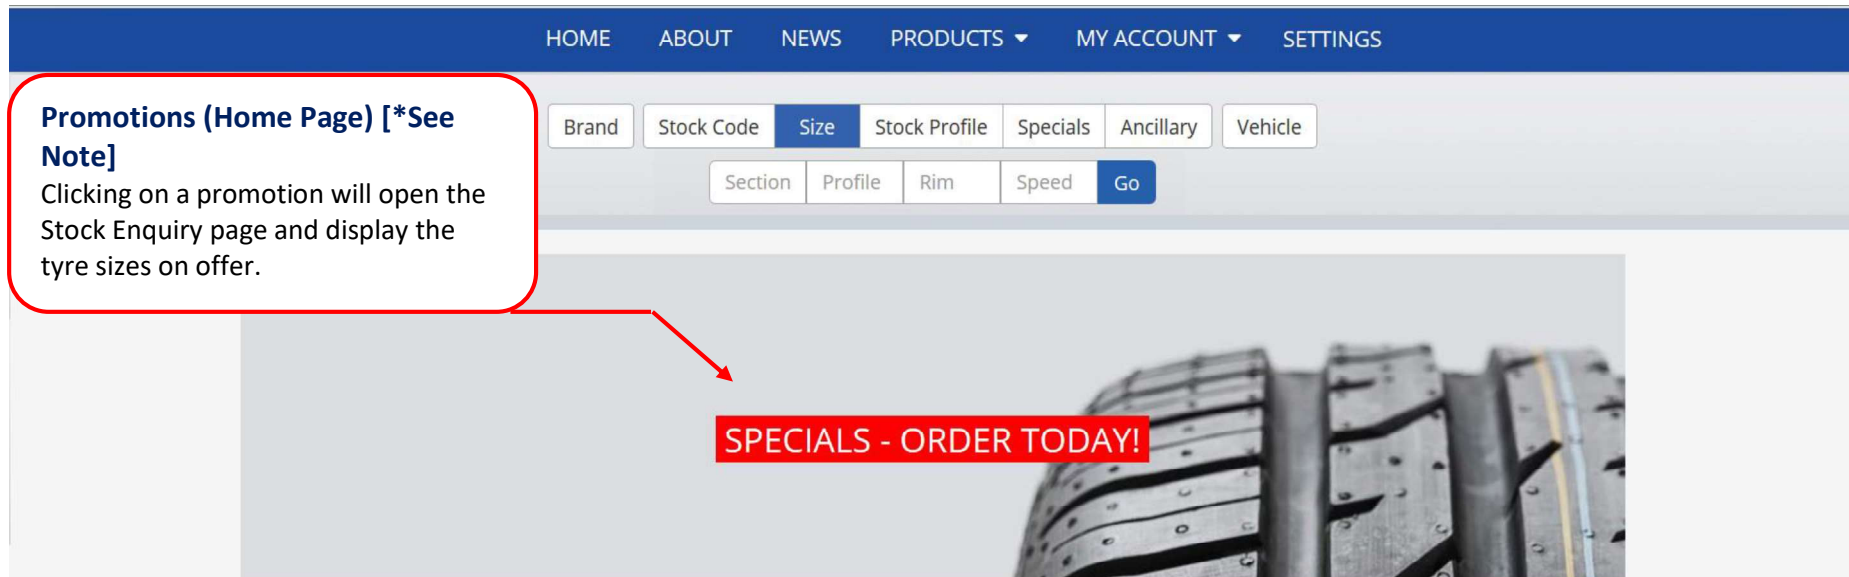 HOME ABOUT NEWS PRODUCTS MY ACCOUNT SETTINGS
Promotions (Home Page) [*See
Note]
Clicking on a promotion will open the
Stock Enquiry page and display the
tyre sizes on offer.
Brand Stock Code Size Stock Profile Specials Ancillary Vehicle
Section Profile Rim Speed Go
SPECIALS - ORDER TODAY!